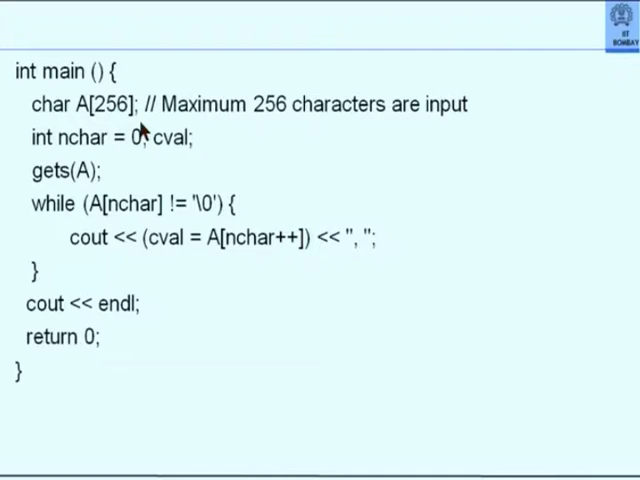 IIT
BOMBAY
int main () {
char A[256]; // Maximum 256 characters are input
int nchar = 0, cval;
gets(A);
while (A[nchar] != '\0') {
cout << (cval = A[nchar++]) << ", ";
}
cout << endl;
return 0;
}